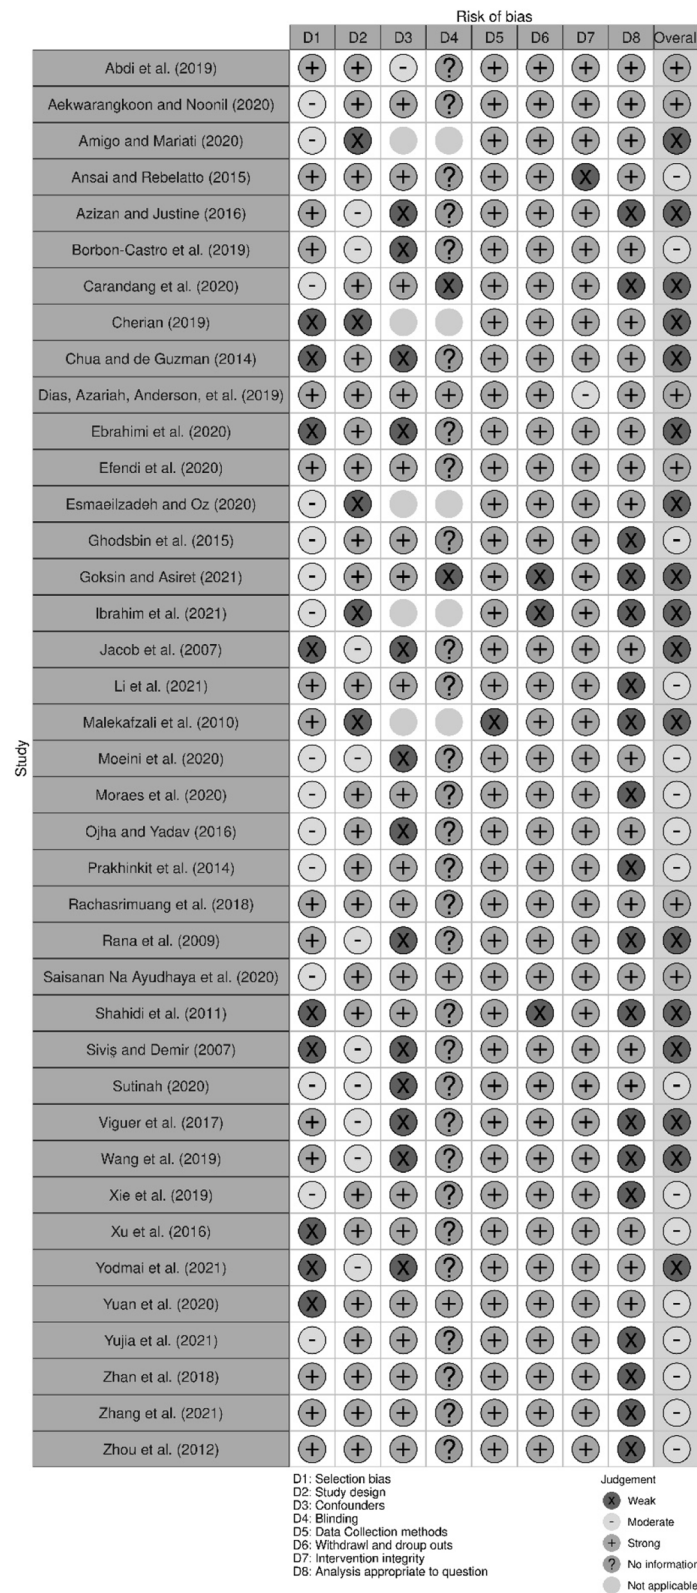 Risk of bias
D1 D2 D3 D4 D5 D6 D7 D8 Overal
Study
Abdi et al. (2019) + + - ? + + + + +
Aekwarangkoon and Noonil (2020) - + + ? + + + + +
Amigo and Mariati (2020) - X + + + + X
Ansai and Rebelatto (2015) + + + ? + + X + -
Azizan and Justine (2016) + - X ? + + + X X
Borbon-Castro et al. (2019) + - X ? + + + + -
Carandang et al. (2020) - + + X + + + X X
Cherian (2019) X X + + + + X
Chua and de Guzman (2014) X + X ? + + + + X
Dias, Azariah, Anderson, et al. (2019) + + + + + + - + +
Ebrahimi et al. (2020) X + X ? + + + + X
Efendi et al. (2020) + + + ? + + + + +
Esmaeilzadeh and Oz (2020) - X + + + + X
Ghodsbin et al. (2015) - + + ? + + + X -
Goksin and Asiret (2021) - + + X + X + X X
Ibrahim et al. (2021) - X + X + X X
Jacob et al. (2007) X - X ? + + + + X
Li et al. (2021) + + + ? + + + X -
Malekafzali et al. (2010) + X X + + X X
Moeini et al. (2020) - - X ? + + + + -
Moraes et al. (2020) - + + ? + + + X -
Ojha and Yadav (2016) - + X ? + + + + -
Prakhinkit et al. (2014) - + + ? + + + X -
Rachasrimuang et al. (2018) + + + ? + + + + +
Rana et al. (2009) + - X ? + + + X X
Saisanan Na Ayudhaya et al. (2020) - + + + + + + + +
Shahidi et al. (2011) X + + ? + X + X X
Siviş and Demir (2007) X - X ? + + + + X
Sutinah (2020) - - X ? + + + + -
Viguer et al. (2017) + - X ? + + + X X
Wang et al. (2019) + - X ? + + + X X
Xie et al. (2019) - + + ? + + + X -
Xu et al. (2016) X + + ? + + + + -
Yodmai et al. (2021) X - X ? + + + + X
Yuan et al. (2020) X + + + + + + + -
Yujia et al. (2021) - + + ? + + + X -
Zhan et al. (2018) + + + ? + + + X -
Zhang et al. (2021) + + + ? + + + X -
Zhou et al. (2012) + + + ? + + + X -
D1: Selection bias
D2: Study design
D3: Confounders
D4: Blinding
D5: Data Collection methods
D6: Withdrawl and droup outs
D7: Intervention integrity
D8: Analysis appropriate to question
Judgement
X Weak
- Moderate
+ Strong
? No information
Not applicable